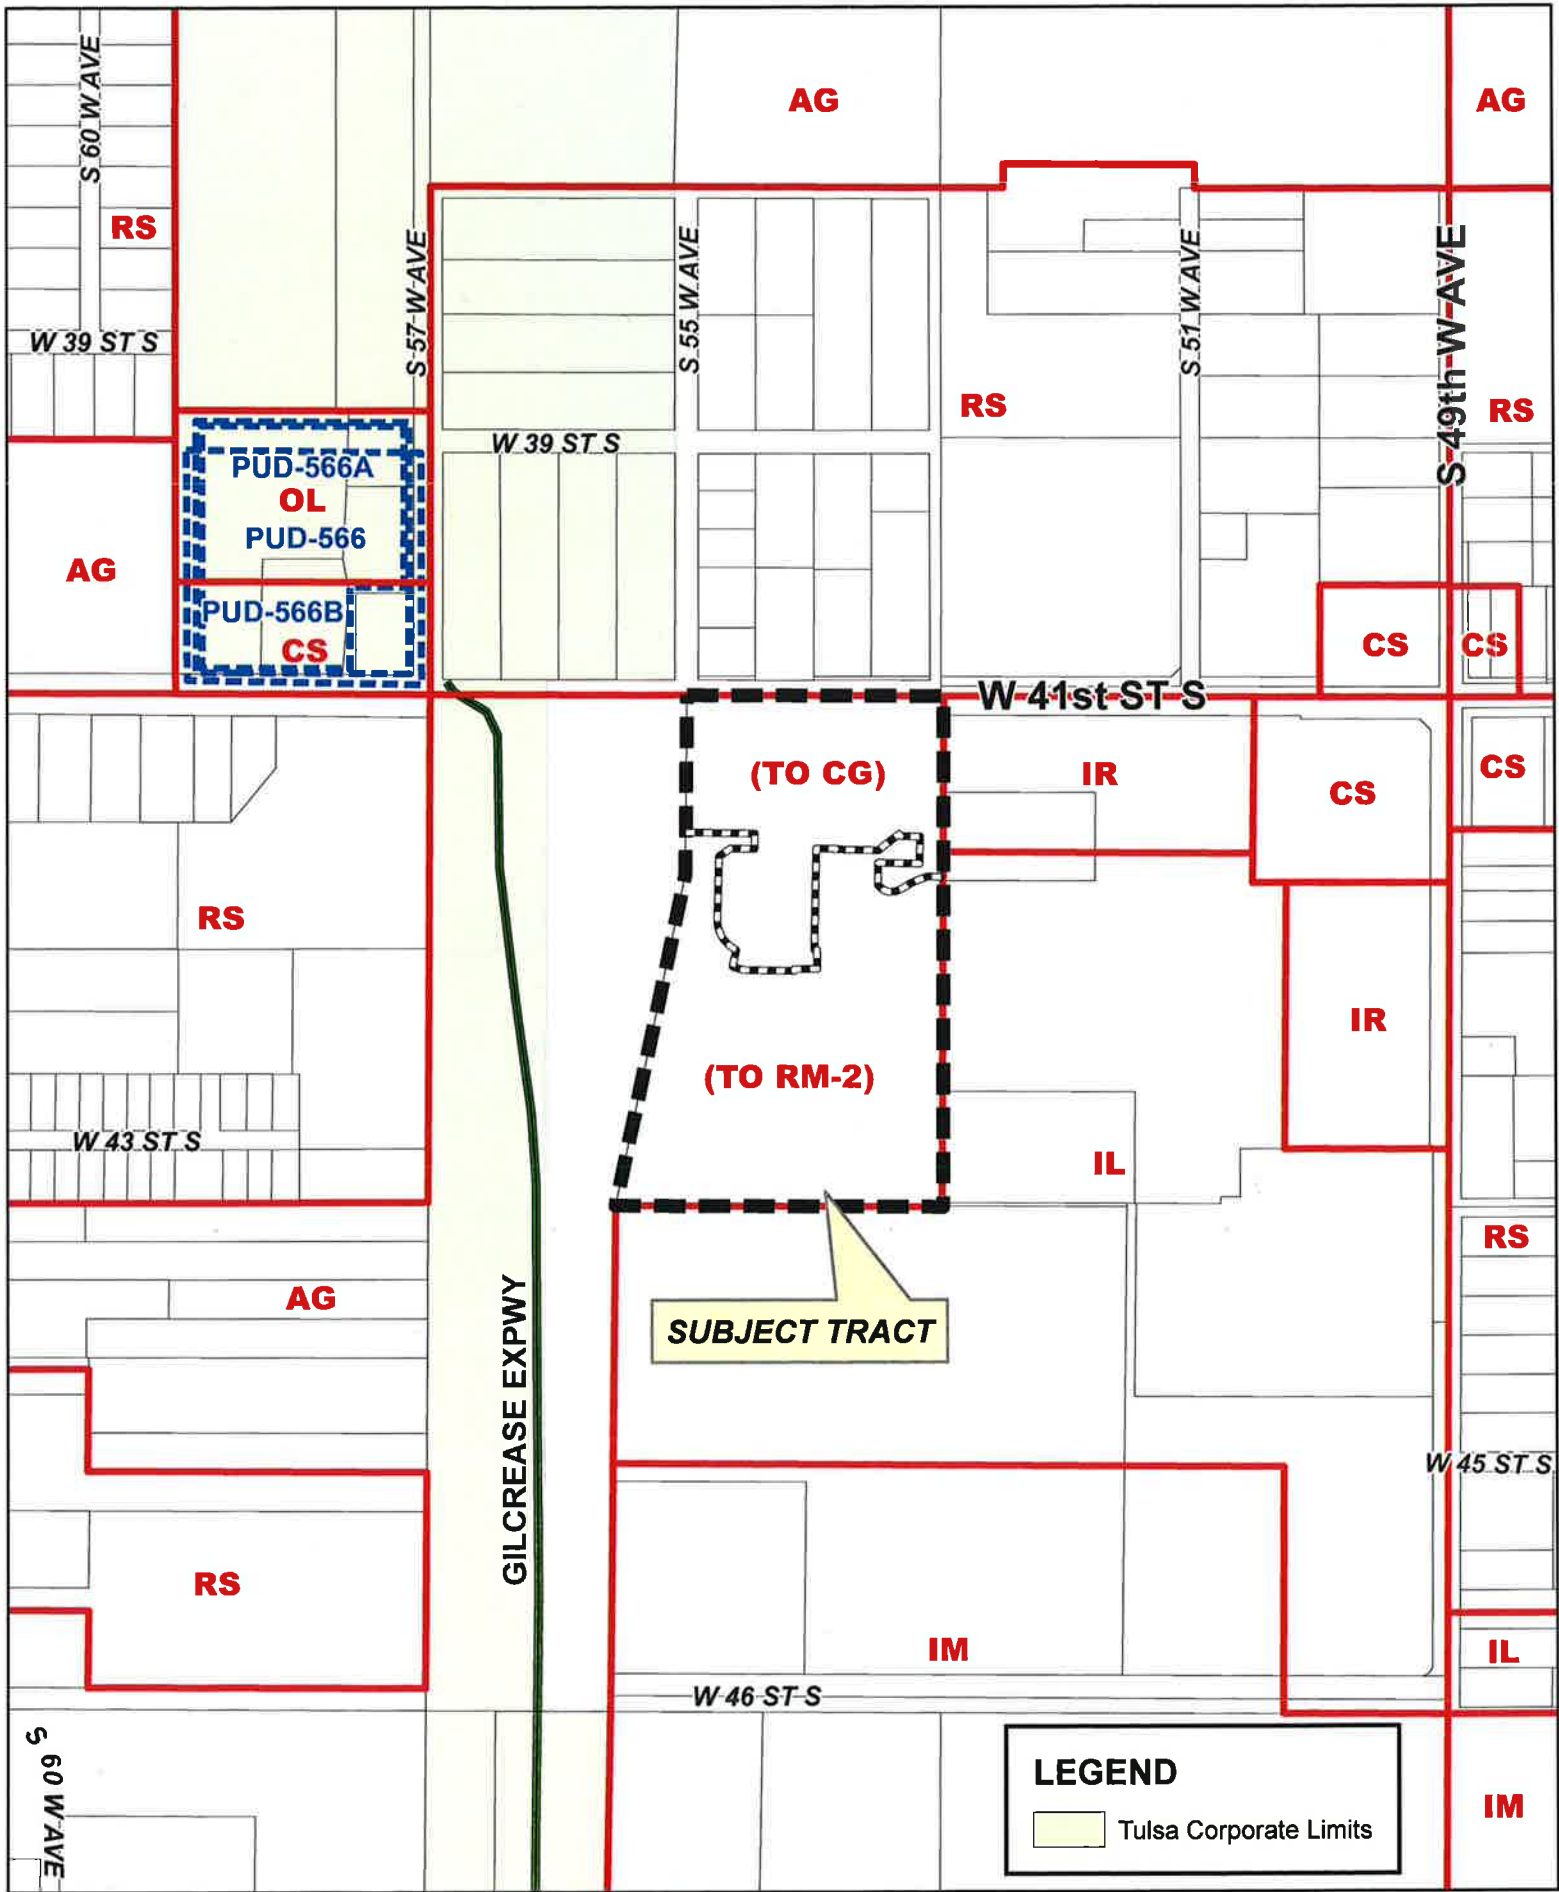 S 60 W AVE
AG
AG
RS
S 57 W AVE
S 55 W AVE
S 51 W AVE
S 49th W AVE
W 39 ST S
RS
RS
W 39 ST S
PUD-566A
OL
PUD-566
AG
PUD-566B
CS
CS
CS
W 41st ST S
(TO CG)
IR
CS
CS
RS
IR
(TO RM-2)
W 43 ST S
IL
RS
AG
SUBJECT TRACT
GILCREASE EXPWY
W 45 ST S
RS
IM
IL
W 46 ST S
S 60 W AVE
LEGEND
Tulsa Corporate Limits
IM